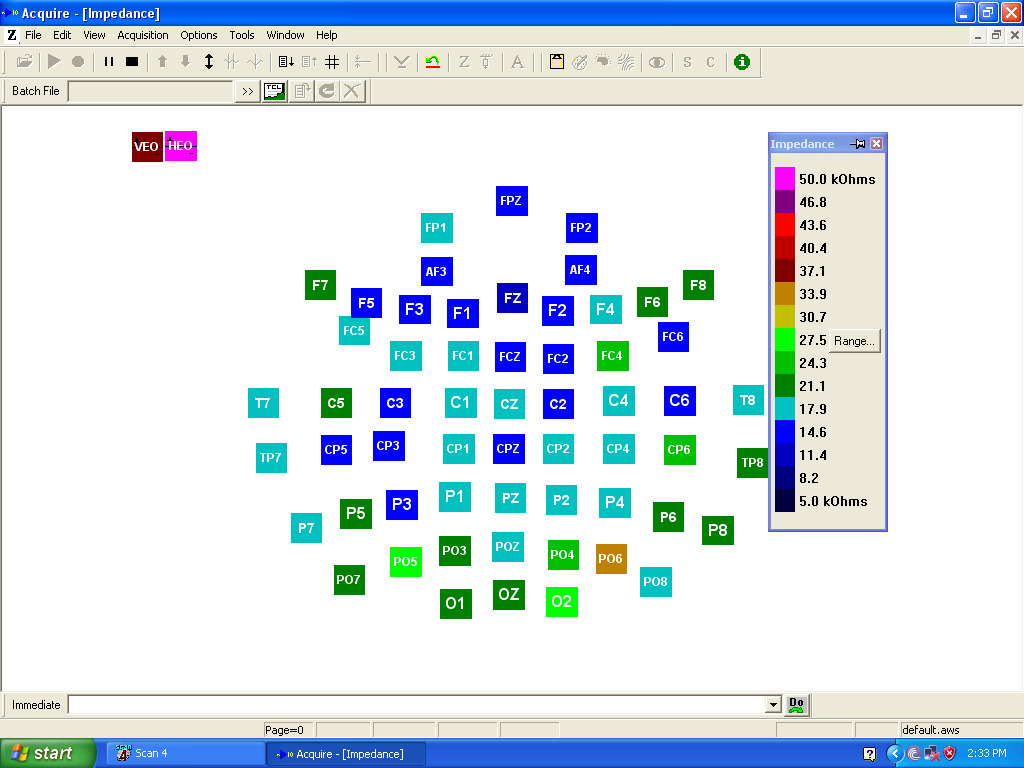 Acquire - [Impedance]
Z File Edit View Acquisition Options Tools Window Help
Z A S C i
Batch File >> TCL
VEO HEO
Impedance
50.0 kOhms
46.8
43.6
40.4
37.1
33.9
30.7
27.5 Range...
24.3
21.1
17.9
14.6
11.4
8.2
5.0 kOhms
FPZ
FP1 FP2
AF3 AF4
F7 F5 F3 F1 FZ F2 F4 F6 F8
FC5 FC3 FC1 FCZ FC2 FC4 FC6
T7 C5 C3 C1 CZ C2 C4 C6 T8
TP7 CP5 CP3 CP1 CPZ CP2 CP4 CP6 TP8
P7 P5 P3 P1 PZ P2 P4 P6 P8
PO7 PO5 PO3 POZ PO4 PO6 PO8
O1 OZ O2
Immediate Do
Page=0 default.aws
start Scan 4 Acquire - [Impedance] ? 2:33 PM